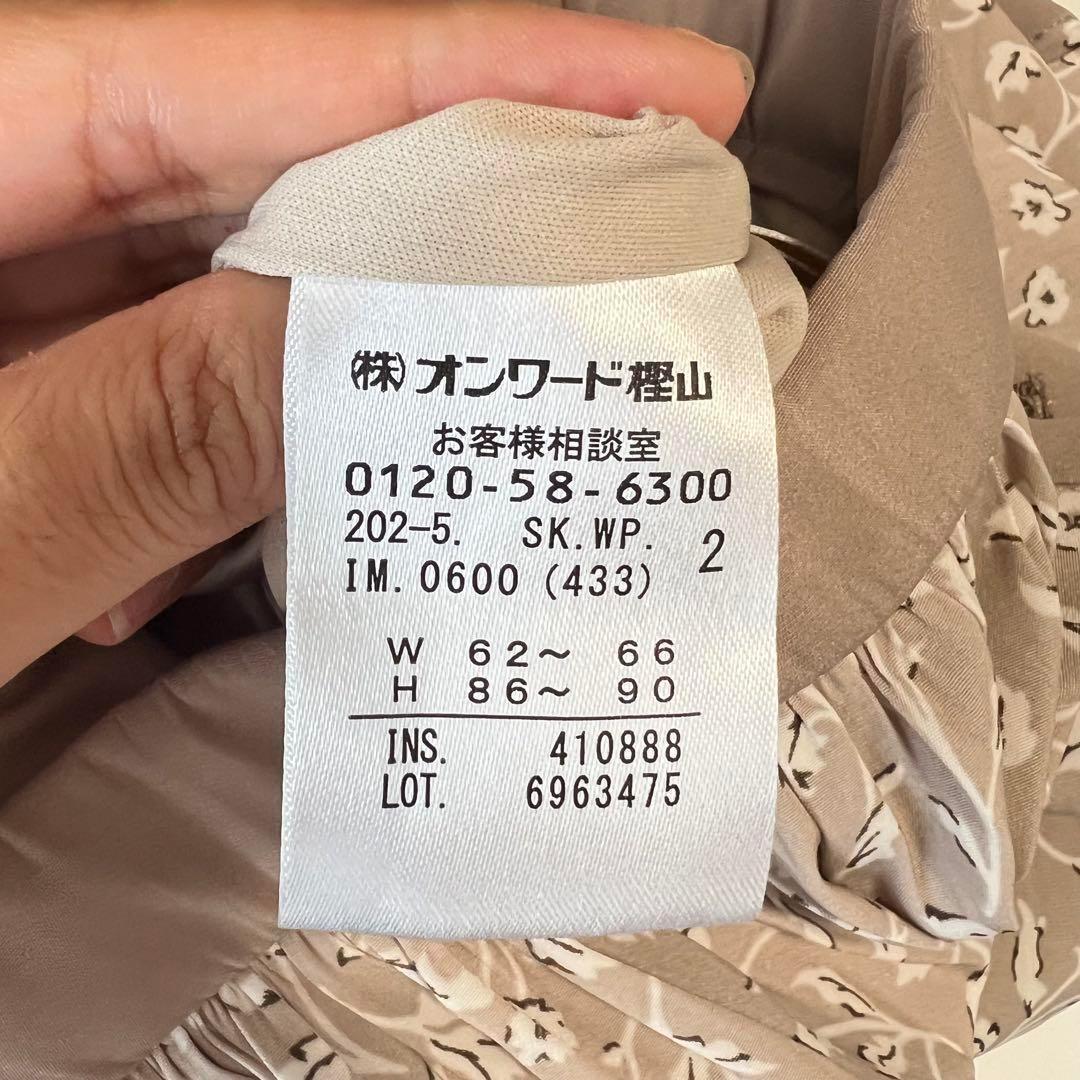 ㈱オンワード樫山
お客様相談室
0120-58-6300
202-5. SK.WP. 2
IM.0600 (433)
W 62～ 66
H 86～ 90
INS. 410888
LOT. 6963475